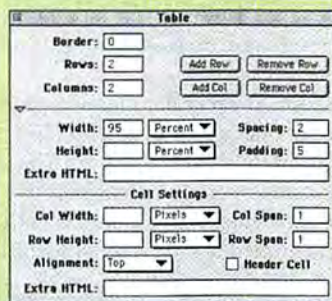 Table
Border: 0
Rows: 2 Add Row Remove Row
Columns: 2 Add Col Remove Col
Width: 95 Percent Spacing: 2
Height: Percent Padding: 5
Extra HTML:
Cell Settings
Col Width: Pixels Col Span: 1
Row Height: Pixels Row Span: 1
Alignment: Top Header Cell
Extra HTML: